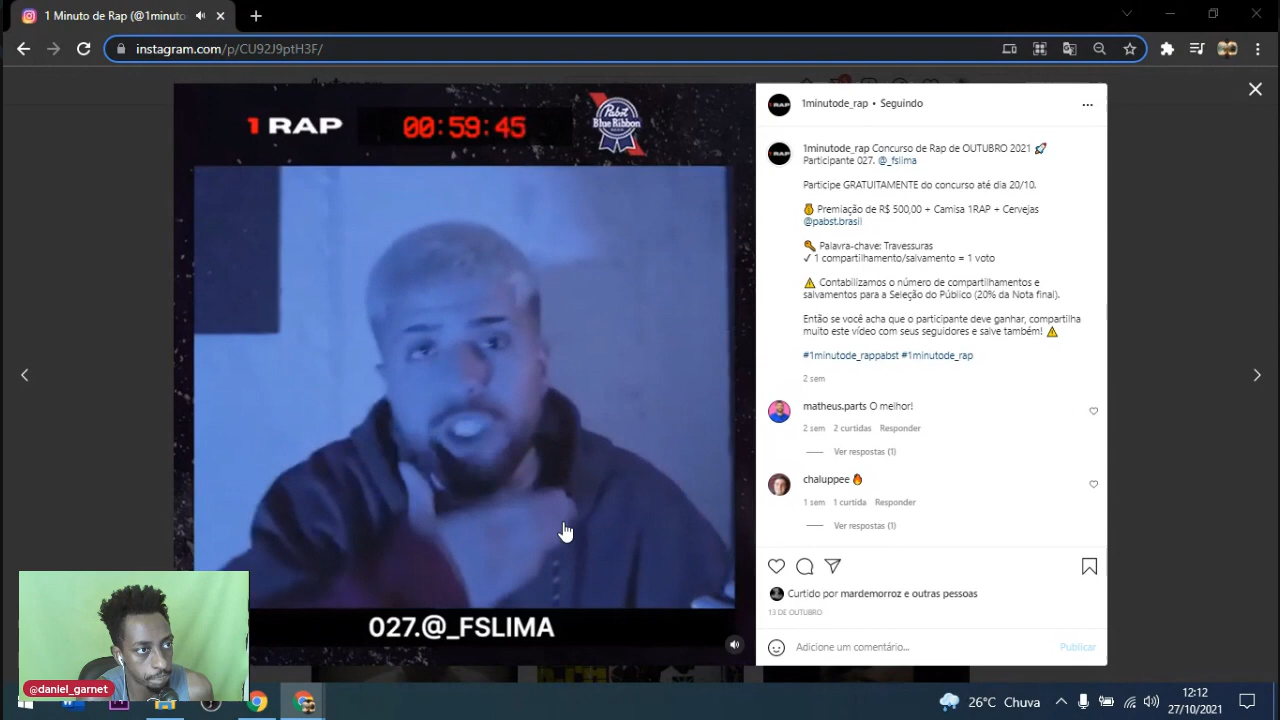 1 Minuto de Rap (@1minuto
instagram.com/p/CU92J9ptH3F/
1 RAP
00:59:45
Pabst
Blue Ribbon
027.@_FSLIMA
@daniel_garnet
1RAP
1minutode_rap • Seguindo
1RAP
1minutode_rap Concurso de Rap de OUTUBRO 2021 🚀
Participante 027. @_fslima
Participe GRATUITAMENTE do concurso até dia 20/10.
🏅 Premiação de R$ 500,00 + Camisa 1RAP + Cervejas
@pabst.brasil
🔑 Palavra-chave: Travessuras
✓ 1 compartilhamento/salvamento = 1 voto
⚠ Contabilizamos o número de compartilhamentos e
salvamentos para a Seleção do Público (20% da Nota final).
Então se você acha que o participante deve ganhar, compartilha
muito este vídeo com seus seguidores e salve também! ⚠
#1minutode_rappabst #1minutode_rap
2 sem
matheus.parts O melhor!
2 sem 2 curtidas Responder
Ver respostas (1)
chaluppee 🔥
1 sem 1 curtida Responder
Ver respostas (1)
Curtido por mardemorroz e outras pessoas
13 DE OUTUBRO
Adicione um comentário...
Publicar
26°C Chuva
12:12
27/10/2021